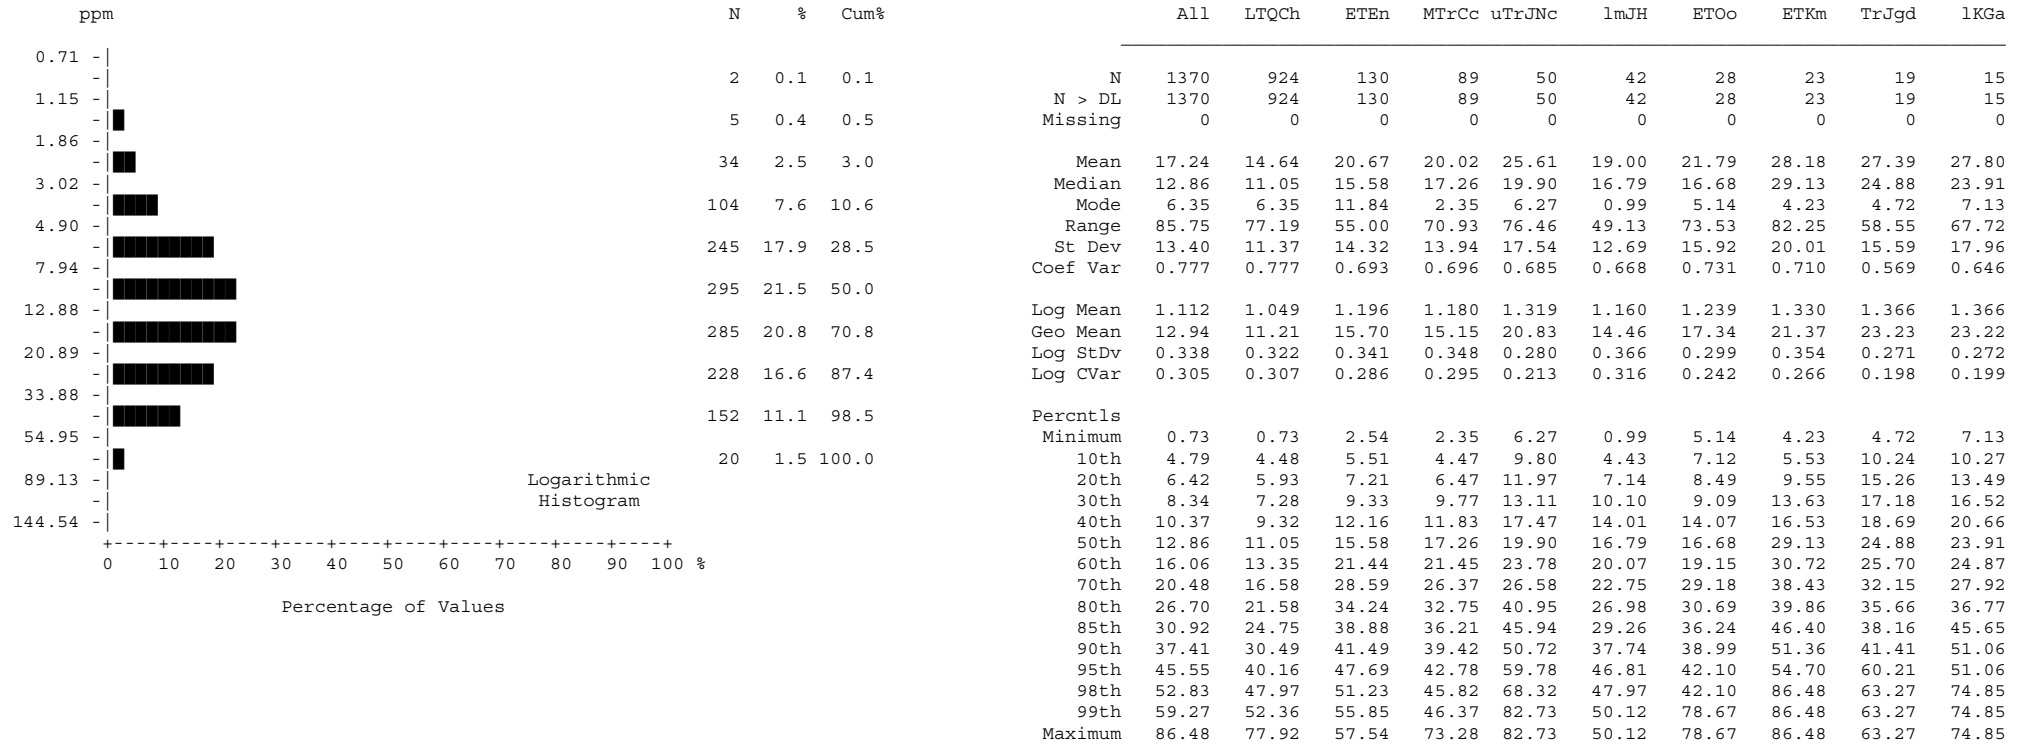 ppm N % Cum%
0.71 -
- 2 0.1 0.1
1.15 -
- 5 0.4 0.5
1.86 -
- 34 2.5 3.0
3.02 -
- 104 7.6 10.6
4.90 -
- 245 17.9 28.5
7.94 -
- 295 21.5 50.0
12.88 -
- 285 20.8 70.8
20.89 -
- 228 16.6 87.4
33.88 -
- 152 11.1 98.5
54.95 -
- 20 1.5 100.0
89.13 - Logarithmic
- Histogram
144.54 -
+----+----+----+----+----+----+----+----+----+----+
0 10 20 30 40 50 60 70 80 90 100 %
Percentage of Values
All LTQCh ETEn MTrCc uTrJNc lmJH ETOo ETKm TrJgd lKGa
N 1370 924 130 89 50 42 28 23 19 15
N > DL 1370 924 130 89 50 42 28 23 19 15
Missing 0 0 0 0 0 0 0 0 0 0
Mean 17.24 14.64 20.67 20.02 25.61 19.00 21.79 28.18 27.39 27.80
Median 12.86 11.05 15.58 17.26 19.90 16.79 16.68 29.13 24.88 23.91
Mode 6.35 6.35 11.84 2.35 6.27 0.99 5.14 4.23 4.72 7.13
Range 85.75 77.19 55.00 70.93 76.46 49.13 73.53 82.25 58.55 67.72
St Dev 13.40 11.37 14.32 13.94 17.54 12.69 15.92 20.01 15.59 17.96
Coef Var 0.777 0.777 0.693 0.696 0.685 0.668 0.731 0.710 0.569 0.646
Log Mean 1.112 1.049 1.196 1.180 1.319 1.160 1.239 1.330 1.366 1.366
Geo Mean 12.94 11.21 15.70 15.15 20.83 14.46 17.34 21.37 23.23 23.22
Log StDv 0.338 0.322 0.341 0.348 0.280 0.366 0.299 0.354 0.271 0.272
Log CVar 0.305 0.307 0.286 0.295 0.213 0.316 0.242 0.266 0.198 0.199
Percntls
Minimum 0.73 0.73 2.54 2.35 6.27 0.99 5.14 4.23 4.72 7.13
10th 4.79 4.48 5.51 4.47 9.80 4.43 7.12 5.53 10.24 10.27
20th 6.42 5.93 7.21 6.47 11.97 7.14 8.49 9.55 15.26 13.49
30th 8.34 7.28 9.33 9.77 13.11 10.10 9.09 13.63 17.18 16.52
40th 10.37 9.32 12.16 11.83 17.47 14.01 14.07 16.53 18.69 20.66
50th 12.86 11.05 15.58 17.26 19.90 16.79 16.68 29.13 24.88 23.91
60th 16.06 13.35 21.44 21.45 23.78 20.07 19.15 30.72 25.70 24.87
70th 20.48 16.58 28.59 26.37 26.58 22.75 29.18 38.43 32.15 27.92
80th 26.70 21.58 34.24 32.75 40.95 26.98 30.69 39.86 35.66 36.77
85th 30.92 24.75 38.88 36.21 45.94 29.26 36.24 46.40 38.16 45.65
90th 37.41 30.49 41.49 39.42 50.72 37.74 38.99 51.36 41.41 51.06
95th 45.55 40.16 47.69 42.78 59.78 46.81 42.10 54.70 60.21 51.06
98th 52.83 47.97 51.23 45.82 68.32 47.97 42.10 86.48 63.27 74.85
99th 59.27 52.36 55.85 46.37 82.73 50.12 78.67 86.48 63.27 74.85
Maximum 86.48 77.92 57.54 73.28 82.73 50.12 78.67 86.48 63.27 74.85